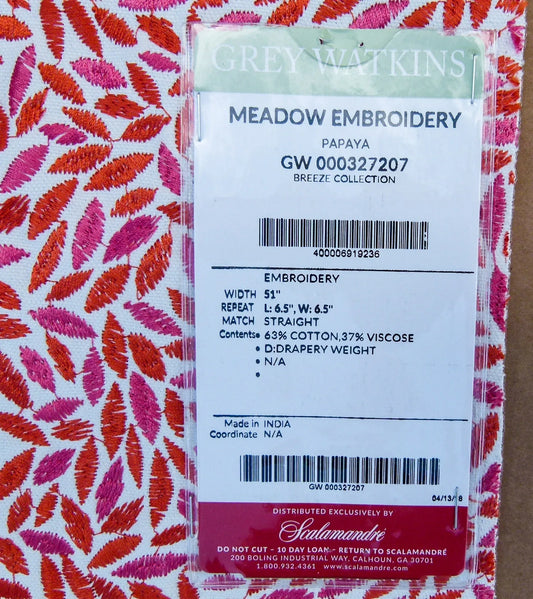 GREY WATKINS
MEADOW EMBROIDERY
PAPAYA
GW 000327207
BREEZE COLLECTION
400006919236
EMBROIDERY
WIDTH 51"
REPEAT L: 6.5", W: 6.5"
MATCH STRAIGHT
Contents• 63% COTTON,37% VISCOSE
• D:DRAPERY WEIGHT
• N/A
•
Made in INDIA
Coordinate N/A
GW 000327207
DISTRIBUTED EXCLUSIVELY BY
Scalamandré
DO NOT CUT – 10 DAY LOAN – RETURN TO SCALAMANDRÉ
200 BOLING INDUSTRIAL WAY, CALHOUN, GA 30701
1.800.932.4361 www.scalamandre.com